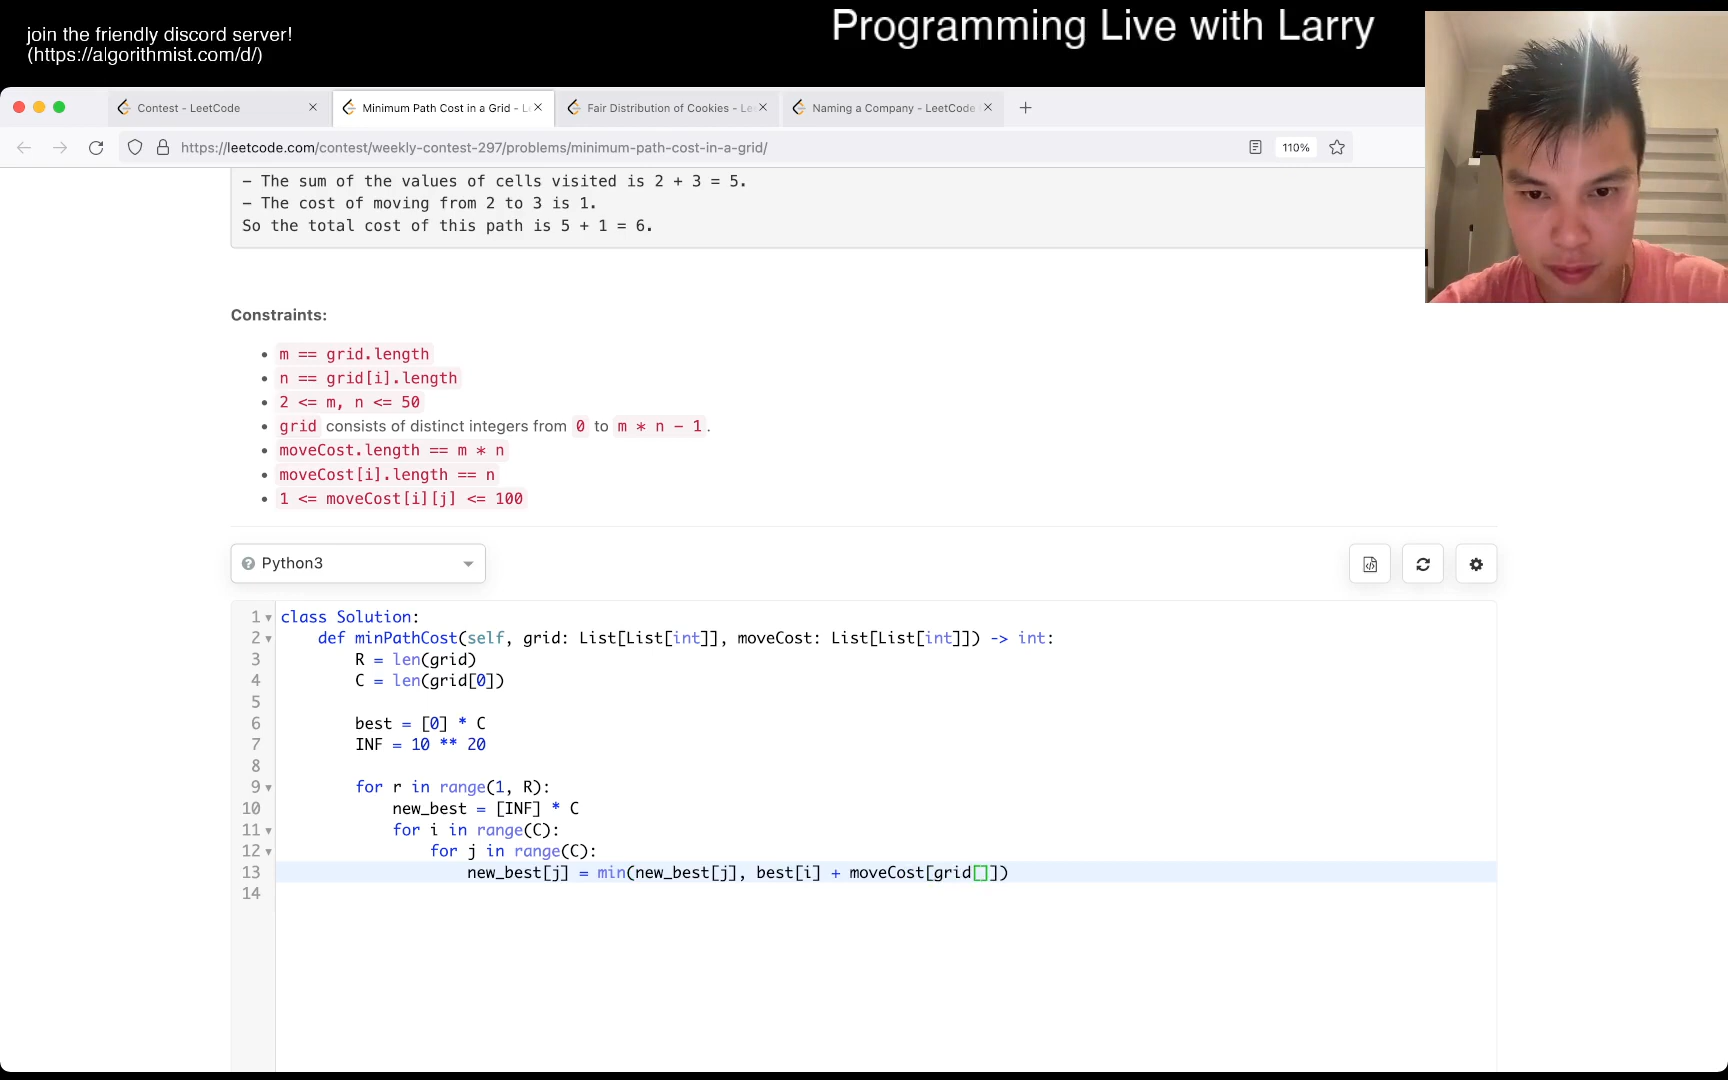 join the friendly discord server!
(https://algorithmist.com/d/)
Programming Live with Larry
Contest - LeetCode
Minimum Path Cost in a Grid - L
Fair Distribution of Cookies - Le
Naming a Company - LeetCode
https://leetcode.com/contest/weekly-contest-297/problems/minimum-path-cost-in-a-grid/
110%
- The sum of the values of cells visited is 2 + 3 = 5.
- The cost of moving from 2 to 3 is 1.
So the total cost of this path is 5 + 1 = 6.
Constraints:
m == grid.length
n == grid[i].length
2 <= m, n <= 50
grid consists of distinct integers from 0 to m * n - 1.
moveCost.length == m * n
moveCost[i].length == n
1 <= moveCost[i][j] <= 100
Python3
1 class Solution:
2 def minPathCost(self, grid: List[List[int]], moveCost: List[List[int]]) -> int:
3 R = len(grid)
4 C = len(grid[0])
5
6 best = [0] * C
7 INF = 10 ** 20
8
9 for r in range(1, R):
10 new_best = [INF] * C
11 for i in range(C):
12 for j in range(C):
13 new_best[j] = min(new_best[j], best[i] + moveCost[grid[]])
14